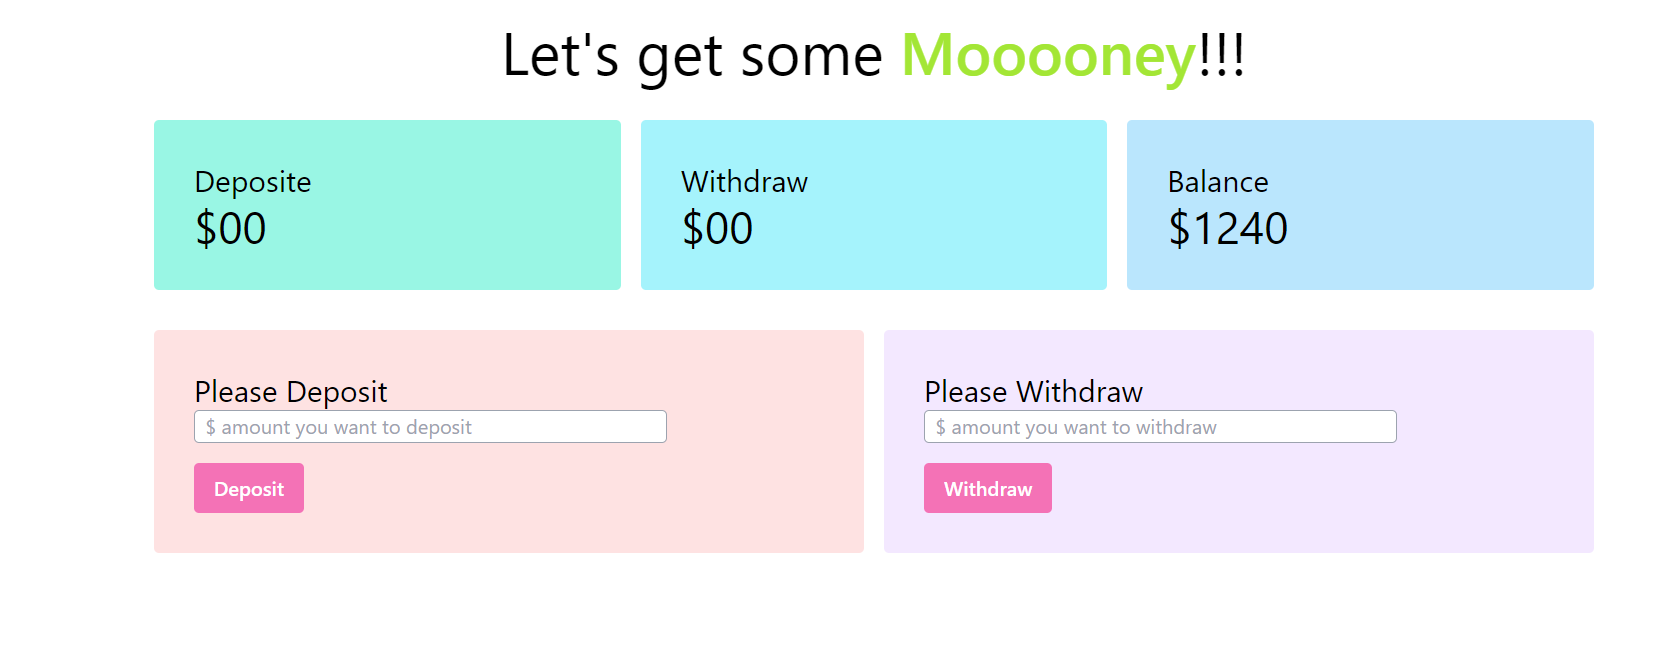 Let's get some Mooooney!!!
Deposite
$00
Withdraw
$00
Balance
$1240
Please Deposit
$ amount you want to deposit
Deposit
Please Withdraw
$ amount you want to withdraw
Withdraw